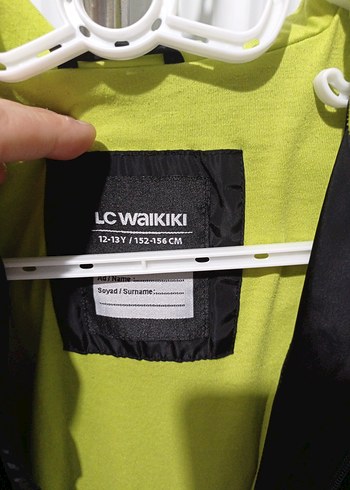 LC WAIKIKI
12-13 Y / 152-156 CM
Ad / Name :....................
Soyad / Surname:................